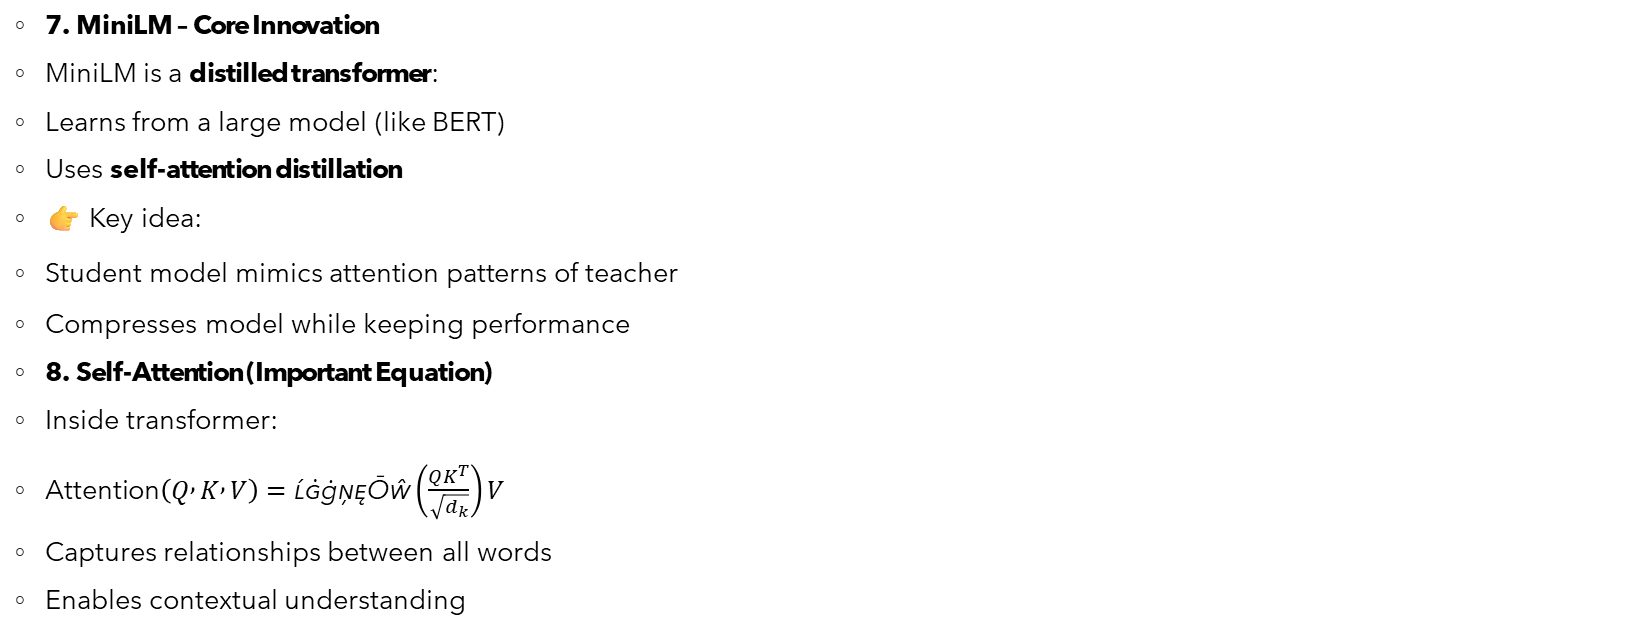 ◦ 7. MiniLM – Core Innovation
◦ MiniLM is a distilled transformer:
◦ Learns from a large model (like BERT)
◦ Uses self-attention distillation
◦ 👉 Key idea:
◦ Student model mimics attention patterns of teacher
◦ Compresses model while keeping performance
◦ 8. Self-Attention (Important Equation)
◦ Inside transformer:
◦ Attention(Q, K, V) = ĹĠġŅĘŌŵ(QK^T/√d_k)V
◦ Captures relationships between all words
◦ Enables contextual understanding